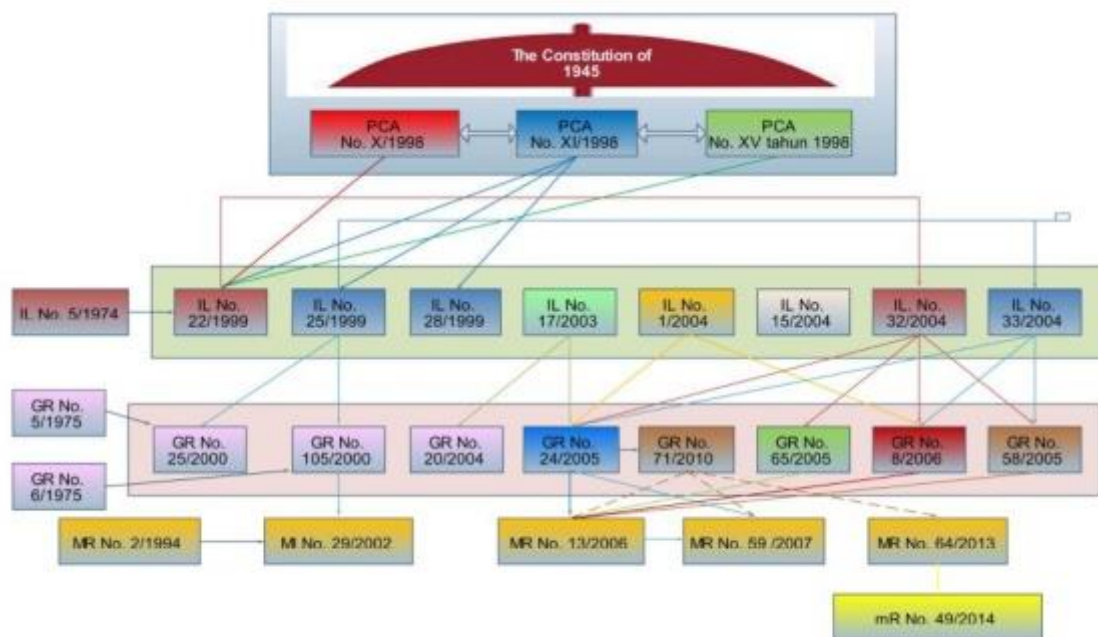 The Constitution of
1945
PCA
No. X/1998
PCA
No. XI/1998
PCA
No. XV tahun 1998
IL No. 5/1974
IL No.
22/1999
IL No.
25/1999
IL No.
28/1999
IL No.
17/2003
IL No.
1/2004
IL No.
15/2004
IL No.
32/2004
IL No.
33/2004
GR No.
5/1975
GR No.
6/1975
GR No.
25/2000
GR No.
105/2000
GR No.
20/2004
GR No.
24/2005
GR No.
71/2010
GR No.
65/2005
GR No.
8/2006
GR No.
58/2005
MR No. 2/1994
MI No. 29/2002
MR No. 13/2006
MR No. 59 /2007
MR No. 64/2013
mR No. 49/2014